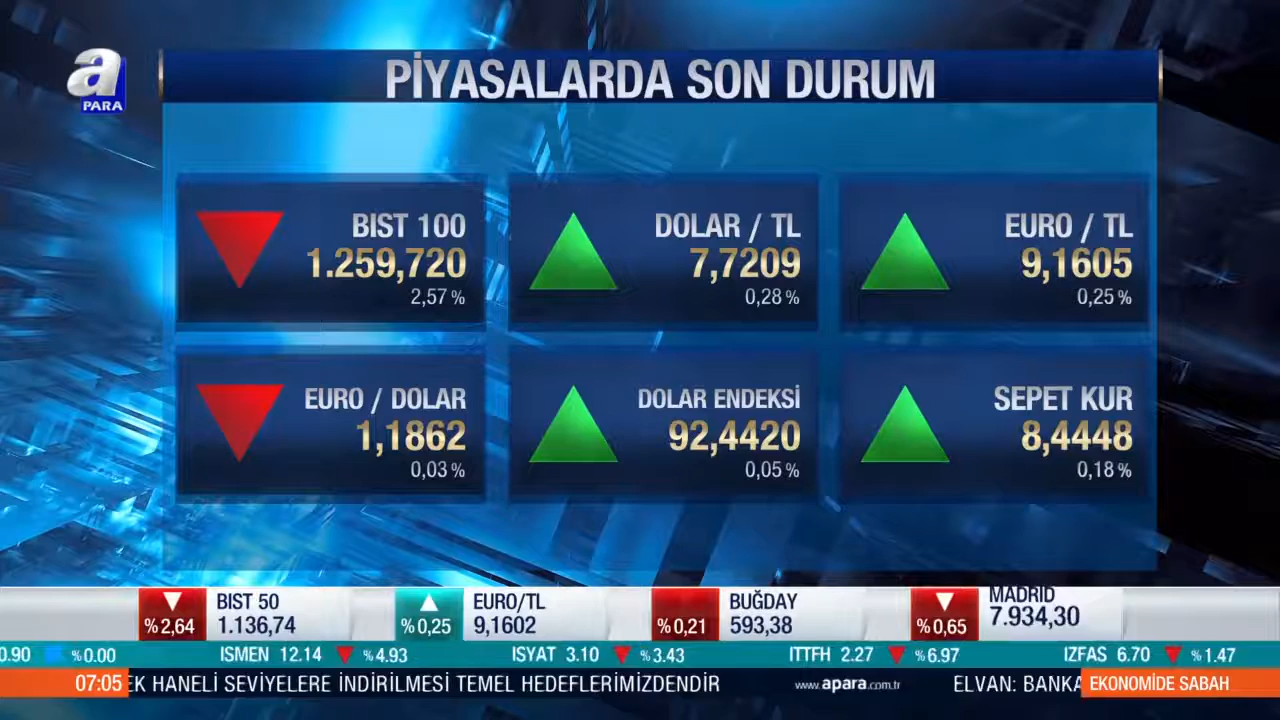 a
PARA
PİYASALARDA SON DURUM
BIST 100
1.259,720
2,57 %
DOLAR / TL
7,7209
0,28 %
EURO / TL
9,1605
0,25 %
EURO / DOLAR
1,1862
0,03 %
DOLAR ENDEKSİ
92,4420
0,05 %
SEPET KUR
8,4448
0,18 %
%2,64 BIST 50
1.136,74
%0,25 EURO/TL
9,1602
%0,21 BUĞDAY
593,38
%0,65 MADRID
7.934,30
0.90 %0.00 ISMEN 12.14 %4.93 ISYAT 3.10 %3.43 ITTFH 2.27 %6.97 IZFAS 6.70 %1.47
07:05 EK HANELİ SEVİYELERE İNDİRİLMESİ TEMEL HEDEFLERİMİZDENDİR www.apara.com.tr ELVAN: BANKA EKONOMİDE SABAH